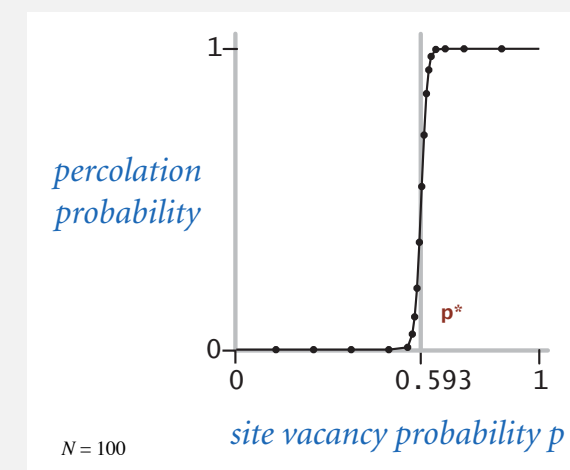 1
percolation
probability
p*
0
0 0.593 1
site vacancy probability p
N = 100